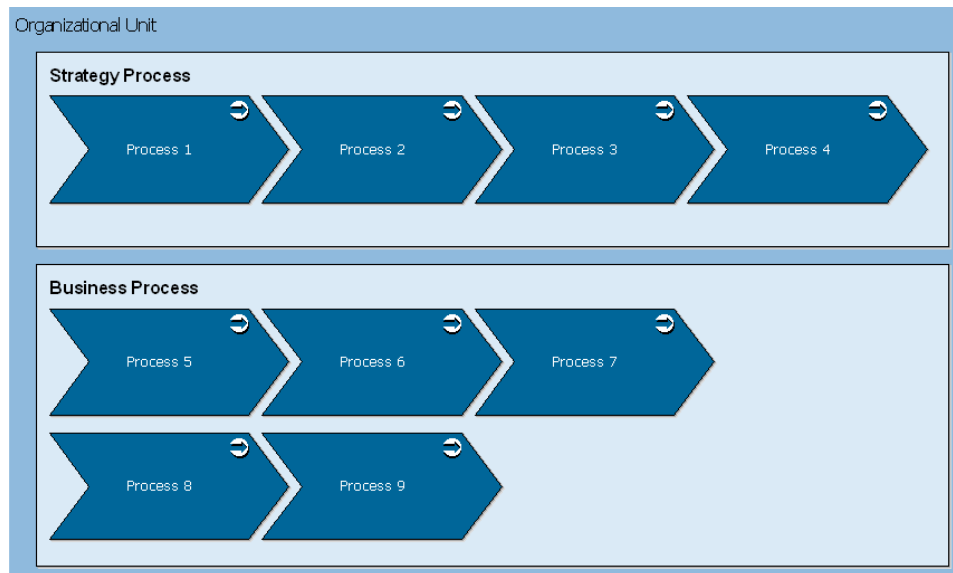 Organizational Unit
Strategy Process
Process 1
Process 2
Process 3
Process 4
Business Process
Process 5
Process 6
Process 7
Process 8
Process 9